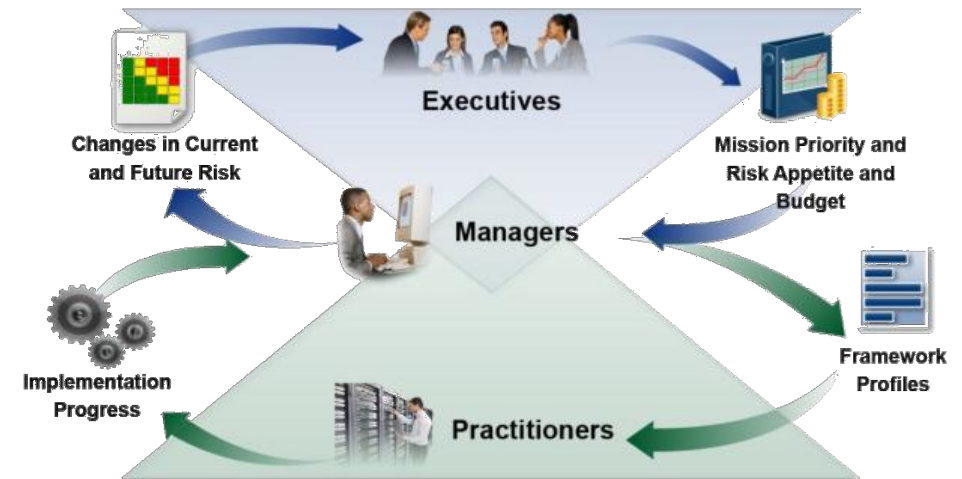 Executives
Changes in Current
and Future Risk
Mission Priority and
Risk Appetite and
Budget
Managers
Implementation
Progress
Framework
Profiles
Practitioners